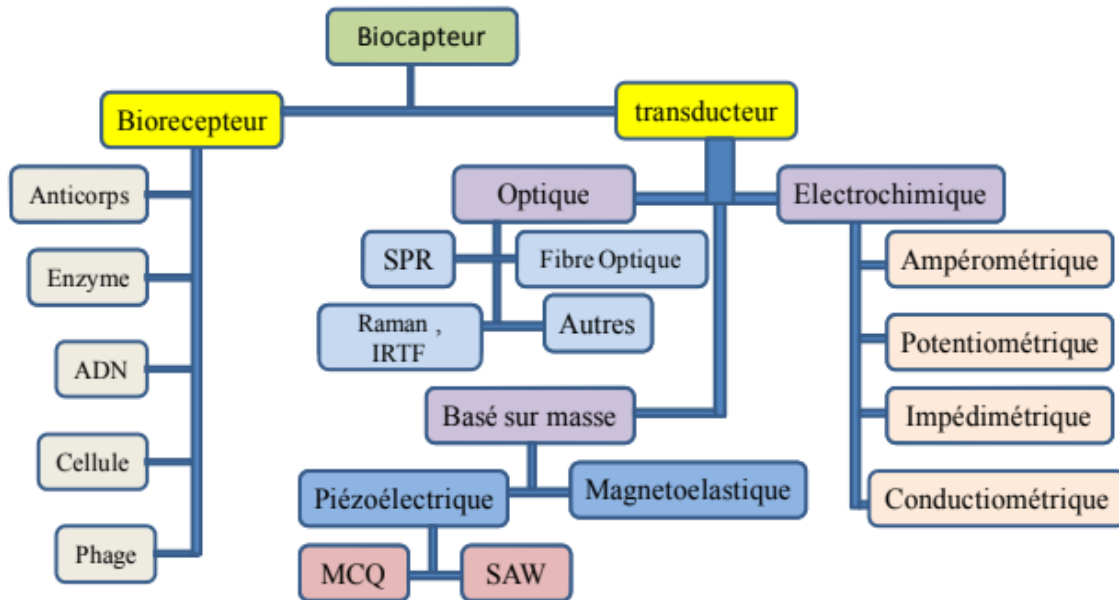 Biocapteur
Biorecepteur
transducteur
Anticorps
Enzyme
ADN
Cellule
Phage
Optique
SPR
Fibre Optique
Raman ,
IRTF
Autres
Basé sur masse
Piézoélectrique
Magnetoelastique
MCQ
SAW
Electrochimique
Ampérométrique
Potentiométrique
Impédimétrique
Conductiométrique